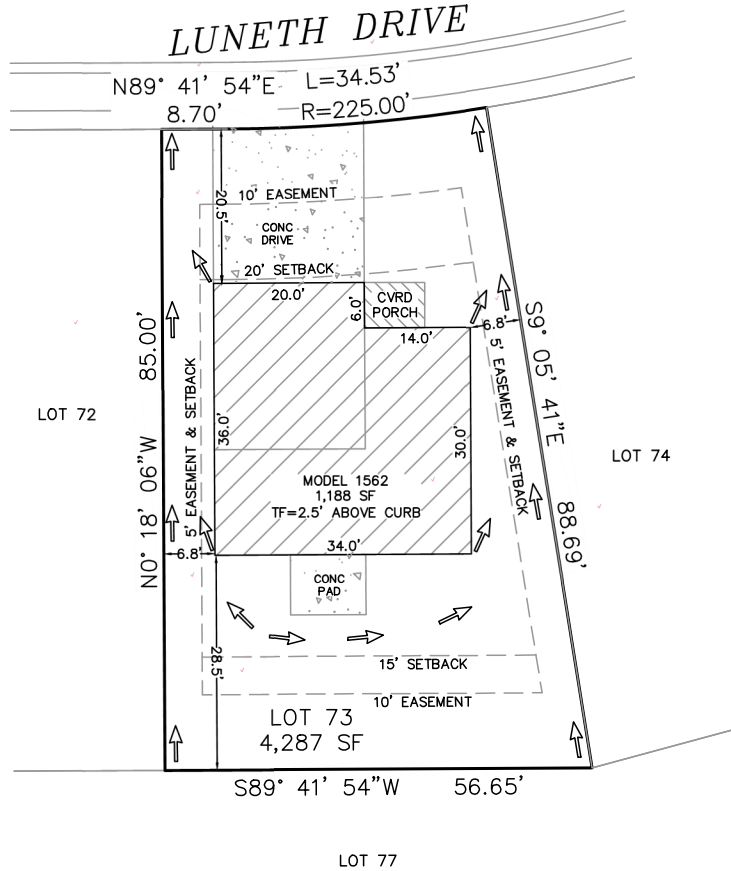 LUNETH DRIVE
N89° 41' 54"E
L=34.53'
8.70'
R=225.00'
20.5'
10' EASEMENT
CONC
DRIVE
20' SETBACK
20.0'
6.0'
CVRD
PORCH
14.0'
6.8'
S9° 05' 41"E
88.69'
5' EASEMENT & SETBACK
85.00'
N0° 18' 06"W
5' EASEMENT & SETBACK
LOT 72
36.0'
30.0'
LOT 74
MODEL 1562
1,188 SF
TF=2.5' ABOVE CURB
34.0'
6.8'
CONC
PAD
28.5'
15' SETBACK
10' EASEMENT
LOT 73
4,287 SF
S89° 41' 54"W
56.65'
LOT 77